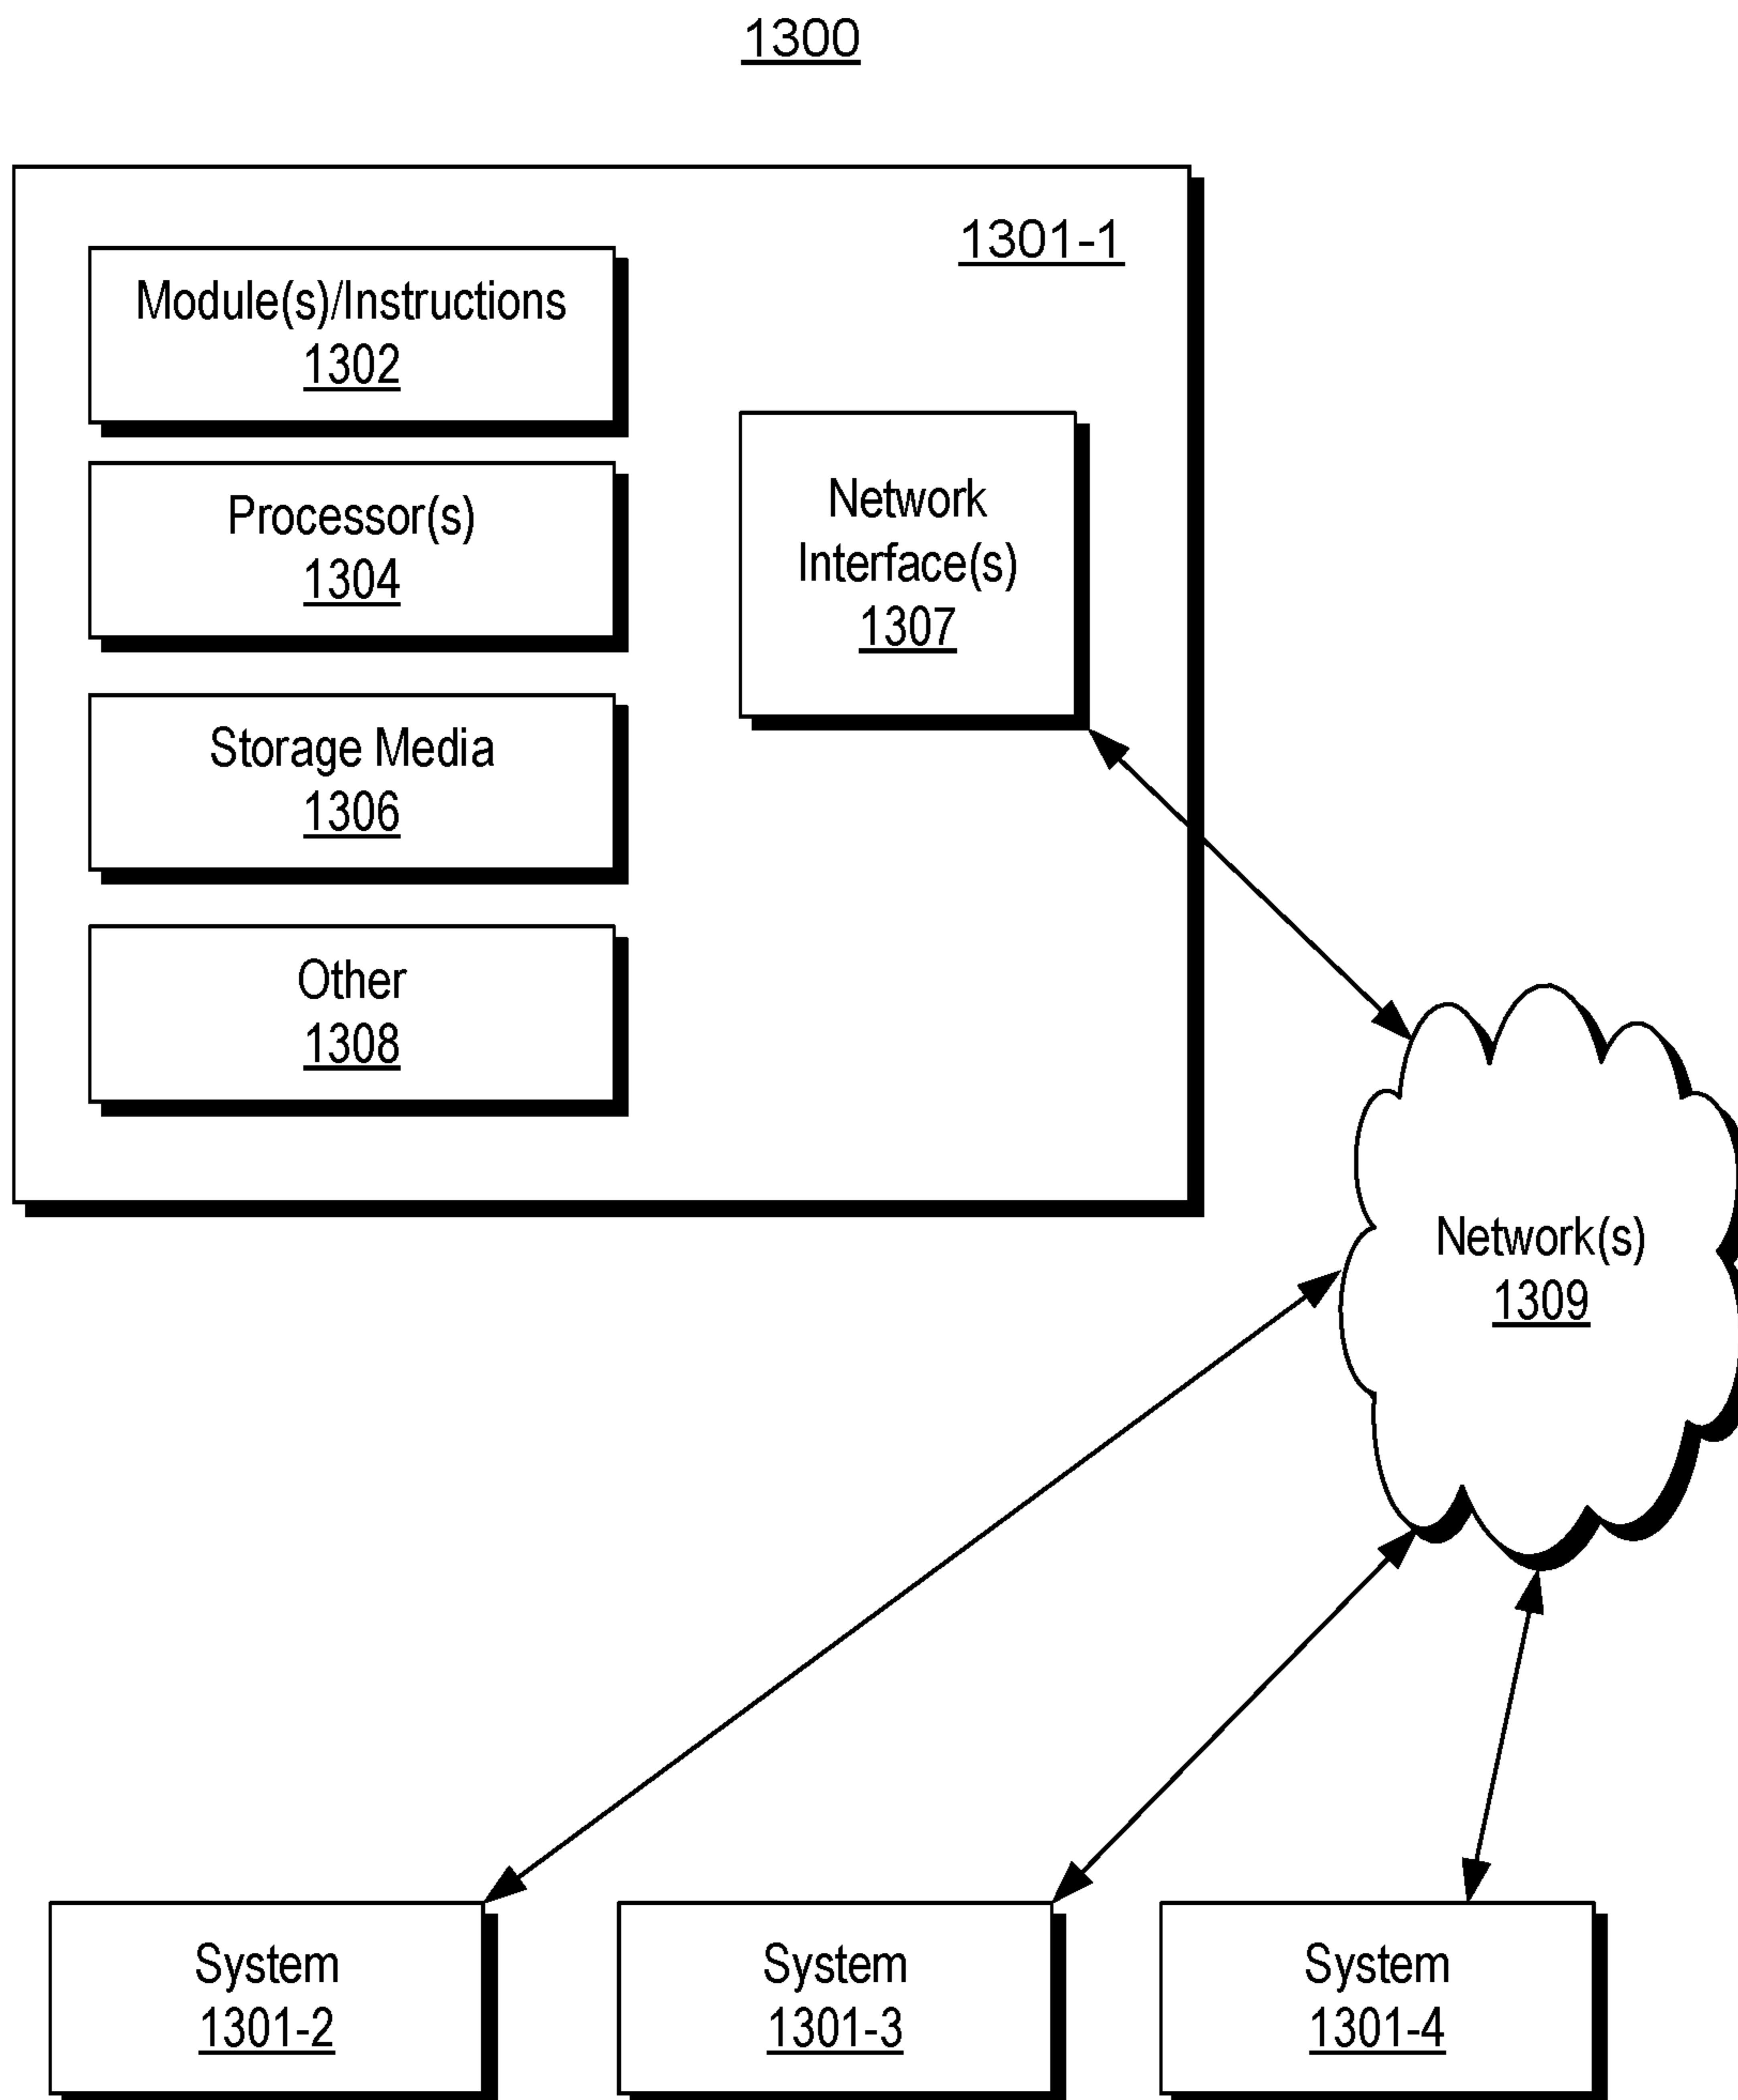 1300
1301-1
Module(s)/Instructions
1302
Processor(s)
1304
Storage Media
1306
Other
1308
Network
Interface(s)
1307
Network(s)
1309
System
1301-2
System
1301-3
System
1301-4